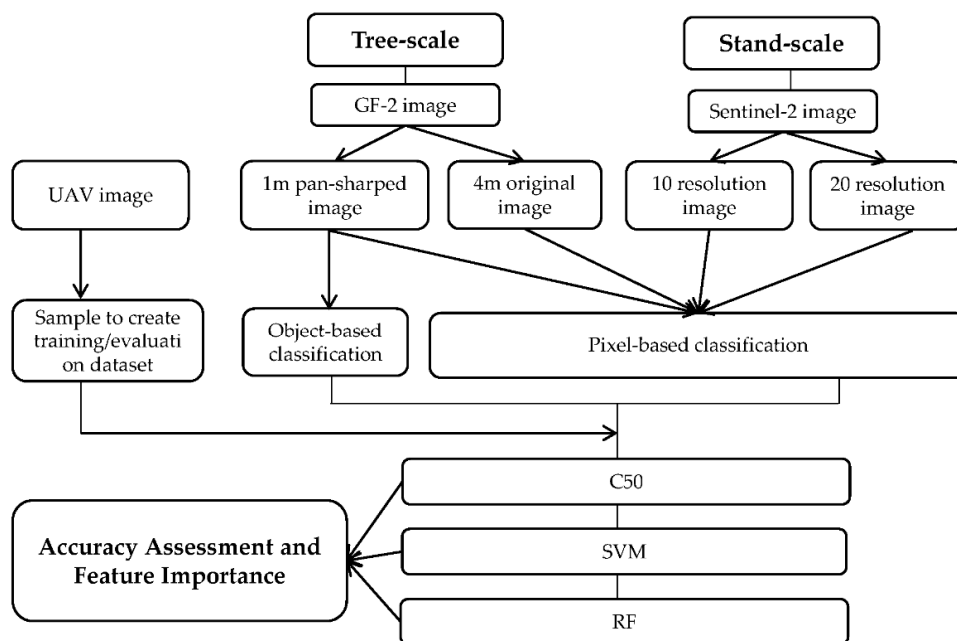 Tree-scale
Stand-scale
GF-2 image
Sentinel-2 image
UAV image
1m pan-sharped
image
4m original
image
10 resolution
image
20 resolution
image
Sample to create
training/evaluati
on dataset
Object-based
classification
Pixel-based classification
C50
Accuracy Assessment and
Feature Importance
SVM
RF